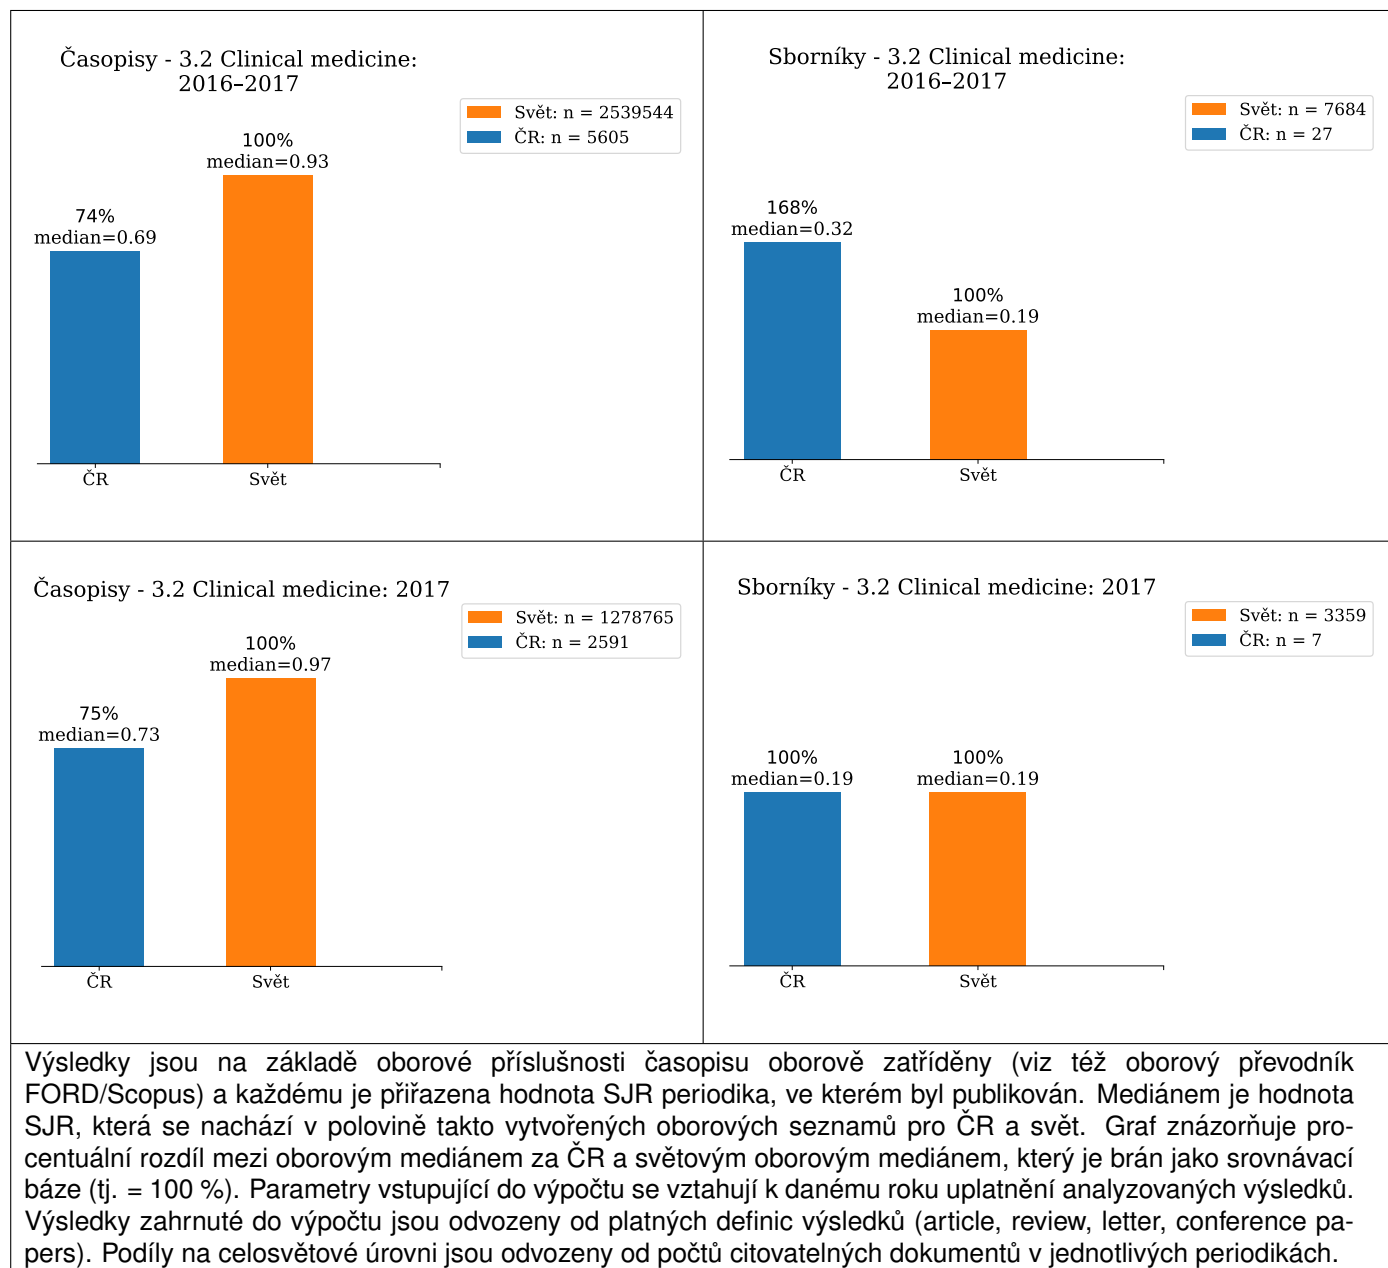 Časopisy - 3.2 Clinical medicine:
2016–2017
Svět: n = 2539544
ČR: n = 5605
100%
median=0.93
74%
median=0.69
ČR
Svět
Sborníky - 3.2 Clinical medicine:
2016–2017
Svět: n = 7684
ČR: n = 27
168%
median=0.32
100%
median=0.19
ČR
Svět
Časopisy - 3.2 Clinical medicine: 2017
Svět: n = 1278765
ČR: n = 2591
100%
median=0.97
75%
median=0.73
ČR
Svět
Sborníky - 3.2 Clinical medicine: 2017
Svět: n = 3359
ČR: n = 7
100%
median=0.19
100%
median=0.19
ČR
Svět
Výsledky jsou na základě oborové příslušnosti časopisu oborově zatříděny (viz též oborový převodník
FORD/Scopus) a každému je přiřazena hodnota SJR periodika, ve kterém byl publikován. Mediánem je hodnota
SJR, která se nachází v polovině takto vytvořených oborových seznamů pro ČR a svět. Graf znázorňuje pro-
centuální rozdíl mezi oborovým mediánem za ČR a světovým oborovým mediánem, který je brán jako srovnávací
báze (tj. = 100 %). Parametry vstupující do výpočtu se vztahují k danému roku uplatnění analyzovaných výsledků.
Výsledky zahrnuté do výpočtu jsou odvozeny od platných definic výsledků (article, review, letter, conference pa-
pers). Podíly na celosvětové úrovni jsou odvozeny od počtů citovatelných dokumentů v jednotlivých periodikách.